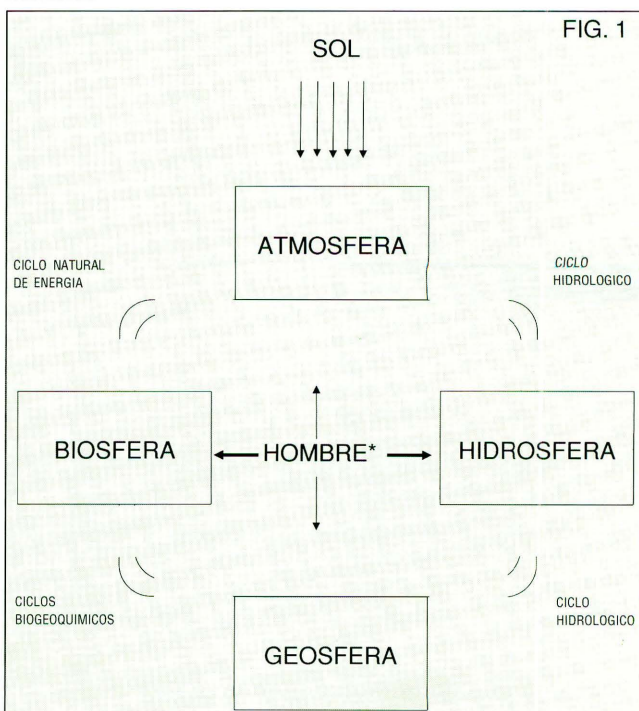 FIG. 1
SOL
ATMOSFERA
CICLO NATURAL
DE ENERGIA
CICLO
HIDROLOGICO
BIOSFERA
HOMBRE*
HIDROSFERA
CICLOS
BIOGEOQUIMICOS
CICLO
HIDROLOGICO
GEOSFERA